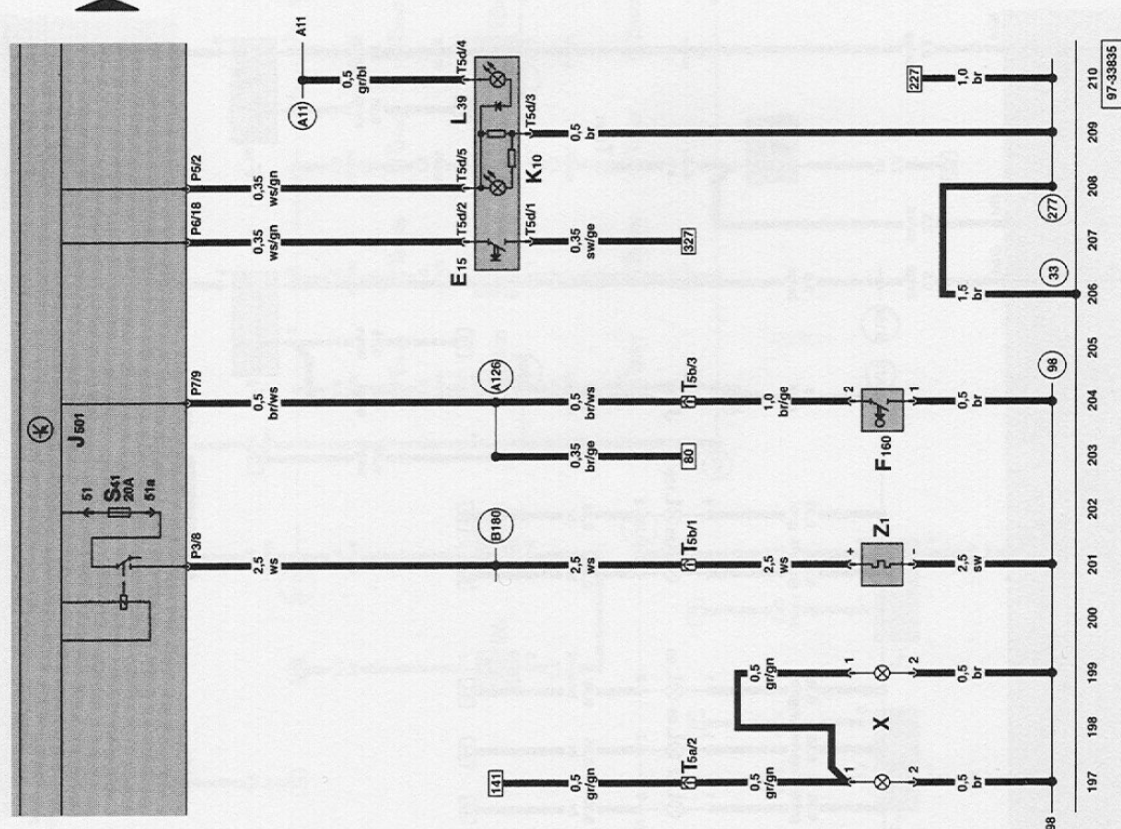 A11
A11
0,5
gr/bl
T5d/4
L39
T5d/3
K10
T5d/5
T5d/2
T5d/1
E15
P5/2
0,35
ws/gn
P6/18
0,35
ws/gn
0,5
br
0,35
sw/ge
327
227
1,0
br
277
1,5
br
33
J501
51
S41
20A
51a
P7/9
0,5
br/ws
A126
0,5
br/ws
T5b/3
1,0
br/ge
2
F160
1
0,5
br
98
0,35
br/ge
80
P3/8
2,5
ws
B180
2,5
ws
T5b/1
2,5
ws
+
Z1
-
2,5
sw
141
0,5
gr/gn
T5a/2
0,5
gr/gn
0,5
gr/gn
1
1
X
2
2
0,5
br
0,5
br
98
197
198
199
200
201
202
203
204
205
206
207
208
209
210
97-33835